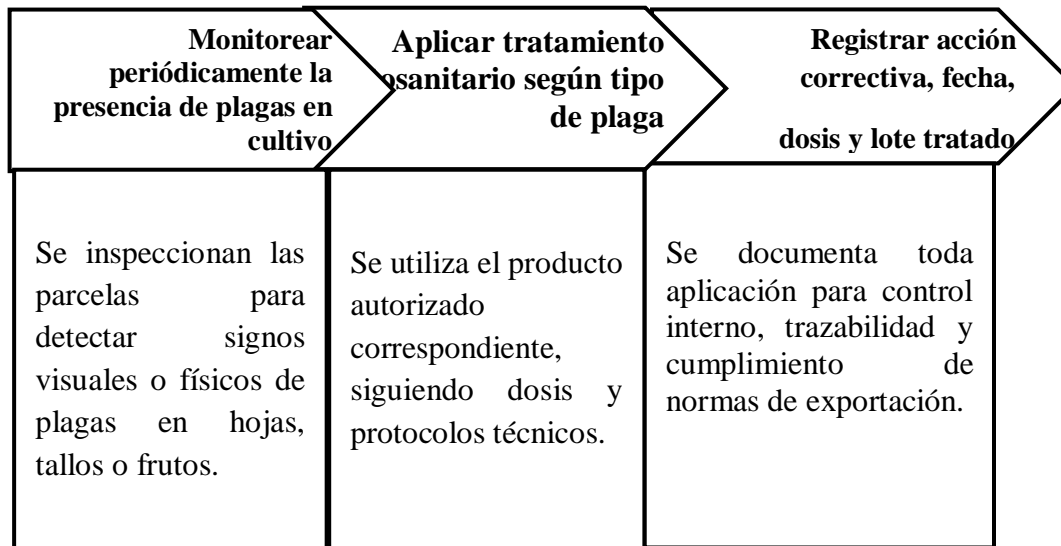 Monitorear
periódicamente la
presencia de plagas en
cultivo
Aplicar tratamiento
osanitario según tipo
de plaga
Registrar acción
correctiva, fecha,
dosis y lote tratado
Se inspeccionan las
parcelas para
detectar signos
visuales o físicos de
plagas en hojas,
tallos o frutos.
Se utiliza el producto
autorizado
correspondiente,
siguiendo dosis y
protocolos técnicos.
Se documenta toda
aplicación para control
interno, trazabilidad y
cumplimiento de
normas de exportación.